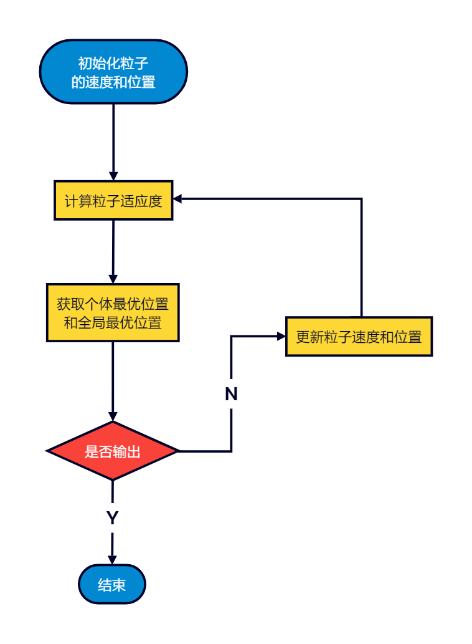 初始化粒子
的速度和位置
计算粒子适应度
获取个体最优位置
和全局最优位置
更新粒子速度和位置
N
是否输出
Y
结束